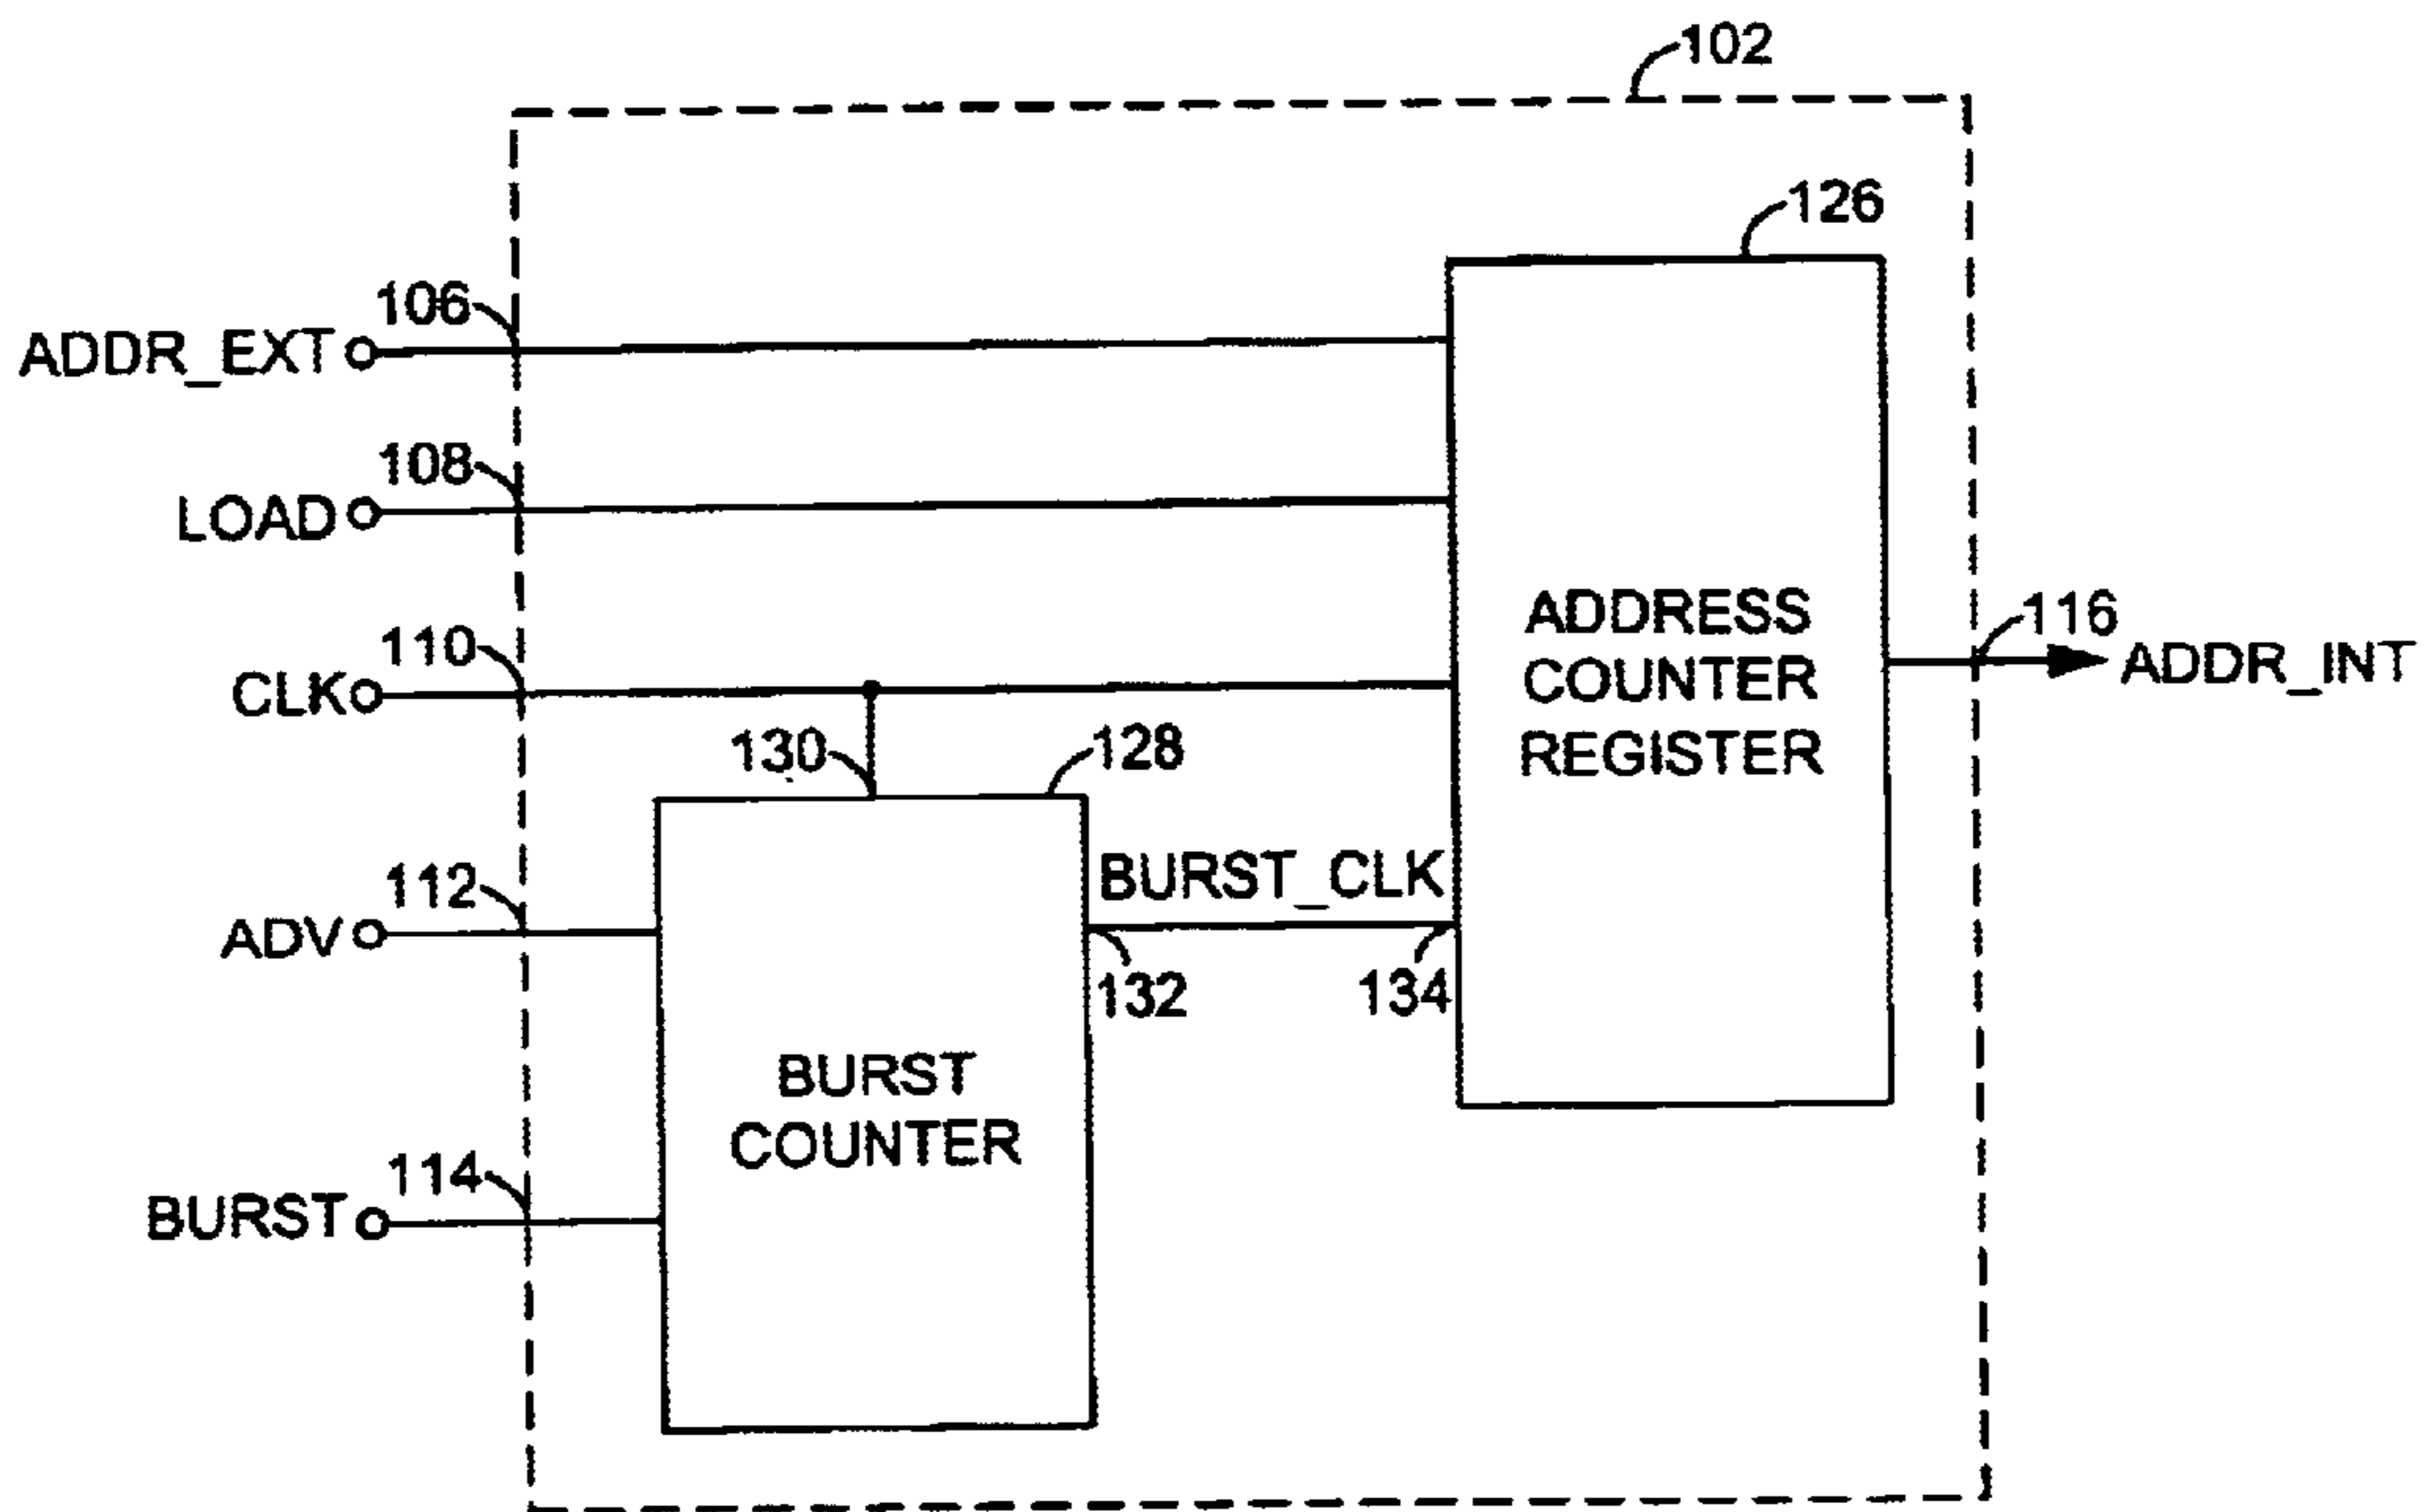 102
126
106
ADDR_EXT
108
LOAD
110
CLK
130
128
ADDRESS
COUNTER
REGISTER
116
ADDR_INT
112
ADV
BURST_CLK
132
134
BURST
COUNTER
114
BURST